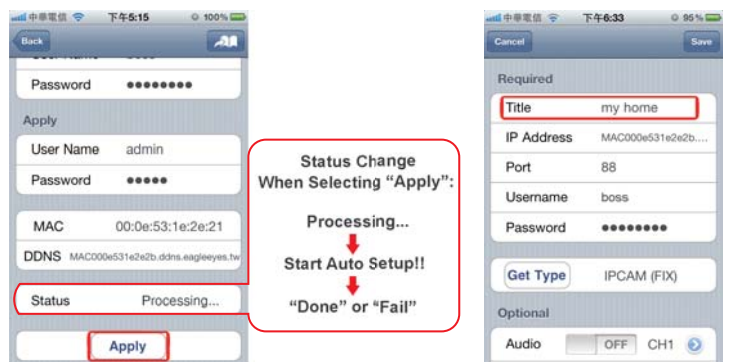 中華電信 下午5:15 100%
Back
Password ••••••••
Apply
User Name admin
Password •••••
MAC 00:0e:53:1e:2e:21
DDNS MAC000e531e2e2b.ddns.eagleeyes.tw
Status Processing...
Apply
Status Change
When Selecting “Apply”:
Processing...
Start Auto Setup!!
“Done” or “Fail”
中華電信 下午6:33 95%
Cancel Save
Required
Title my home
IP Address MAC000e531e2e2b....
Port 88
Username boss
Password ••••••••
Get Type IPCAM (FIX)
Optional
Audio OFF CH1